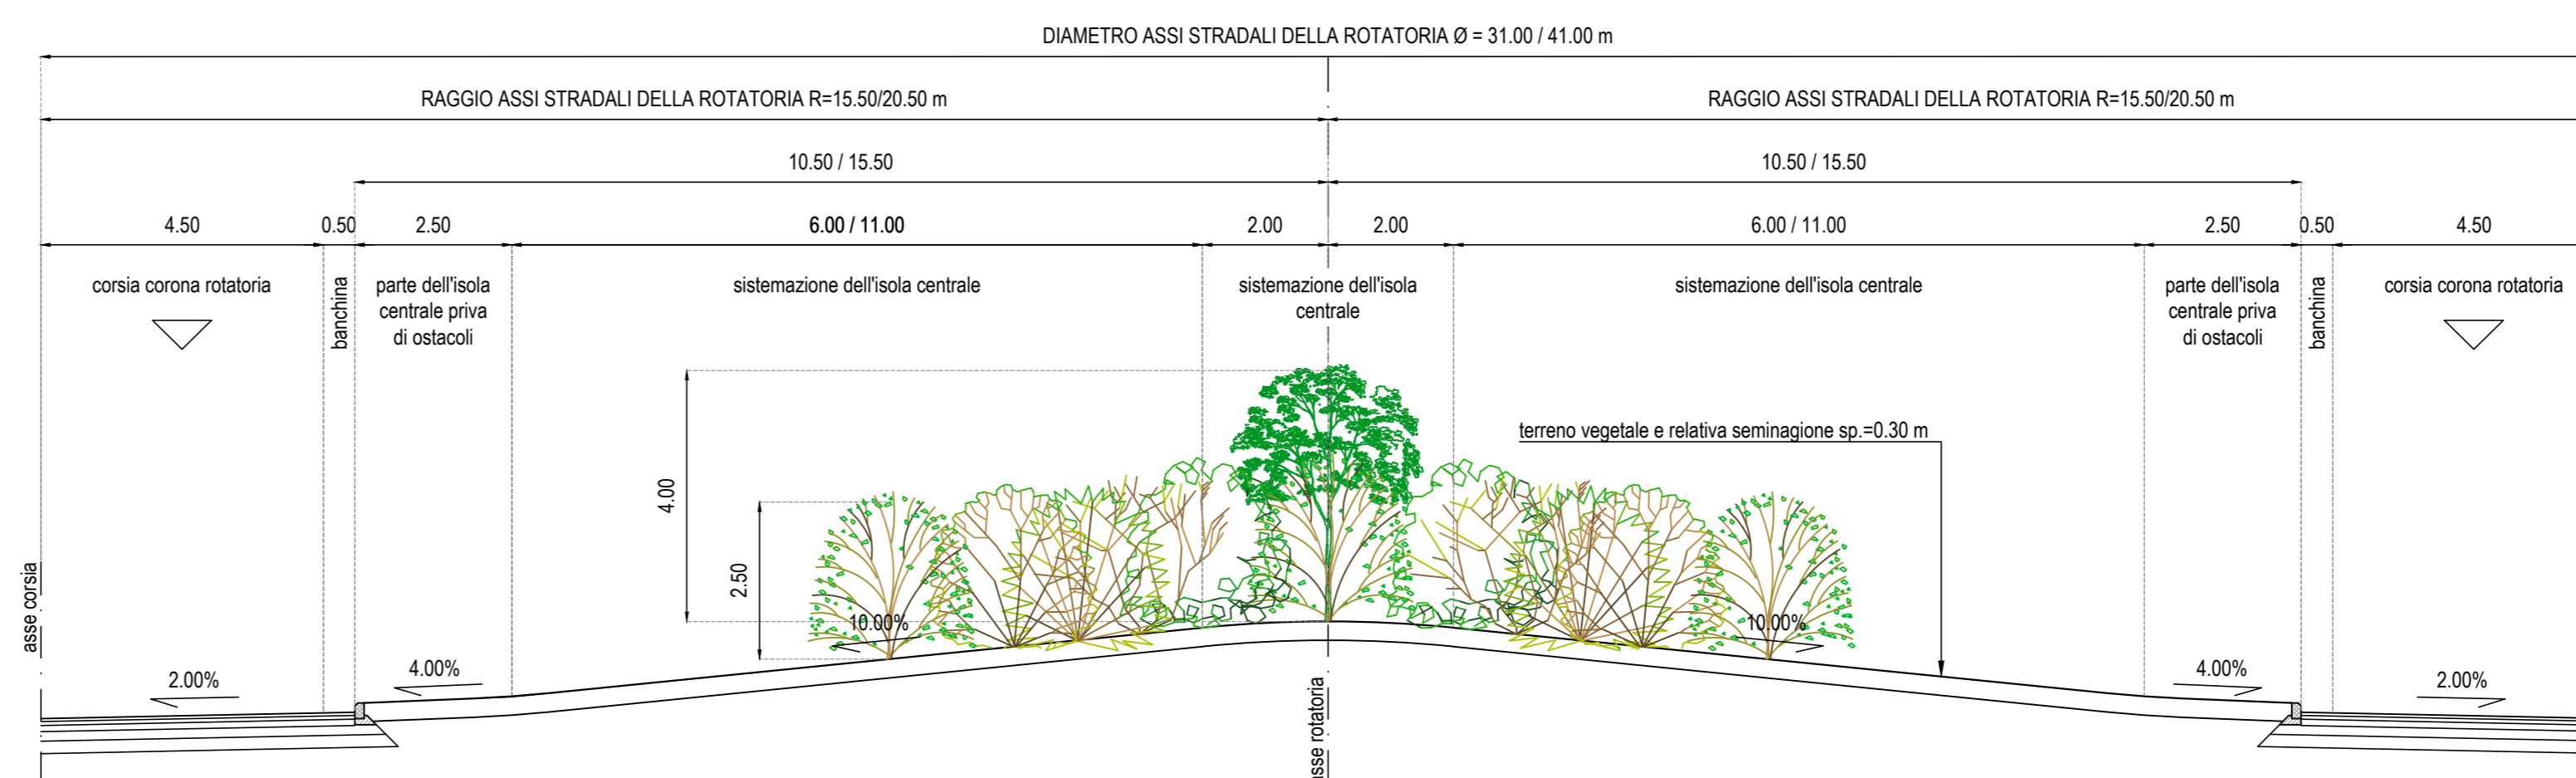 DIAMETRO ASSI STRADALI DELLA ROTATORIA Ø = 31.00 / 41.00 m
RAGGIO ASSI STRADALI DELLA ROTATORIA R=15.50/20.50 m
RAGGIO ASSI STRADALI DELLA ROTATORIA R=15.50/20.50 m
10.50 / 15.50
10.50 / 15.50
4.50
0.50
2.50
6.00 / 11.00
2.00
2.00
6.00 / 11.00
2.50
0.50
4.50
corsia corona rotatoria
banchina
parte dell'isola
centrale priva
di ostacoli
sistemazione dell'isola centrale
sistemazione dell'isola
centrale
sistemazione dell'isola centrale
parte dell'isola
centrale priva
di ostacoli
banchina
corsia corona rotatoria
terreno vegetale e relativa seminagione sp.=0.30 m
4.00
2.50
asse corsia
10.00%
10.00%
2.00%
4.00%
4.00%
2.00%
asse rotatoria